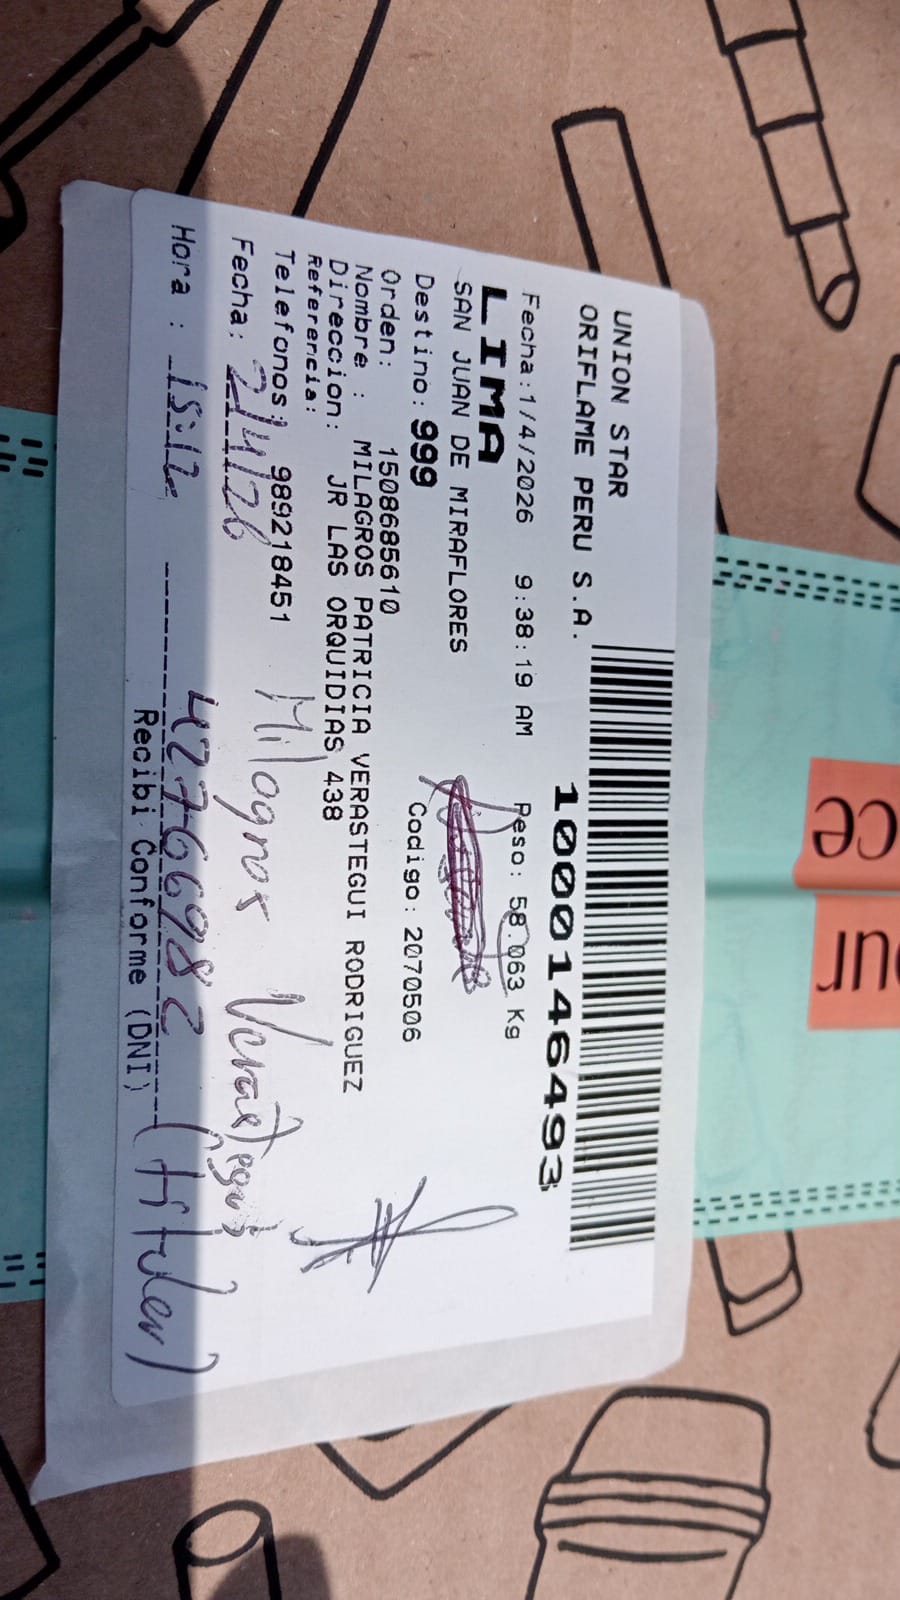 UNION STAR
ORIFLAME PERU S.A.
1000146493
Fecha:1/4/2026 9:38:19 AM Peso: 58.063 Kg
LIMA
SAN JUAN DE MIRAFLORES
Destino: 999 Codigo: 2070506
Orden: 1508685610
Nombre : MILAGROS PATRICIA VERASTEGUI RODRIGUEZ
Direccion: JR LAS ORQUIDIAS 438
Referencia:
Telefonos: 989218451
Milagros Verastegui
Fecha: 2/4/26
42766982 (titular)
Hora : 15:12
Recibi Conforme (DNI)
ce
our